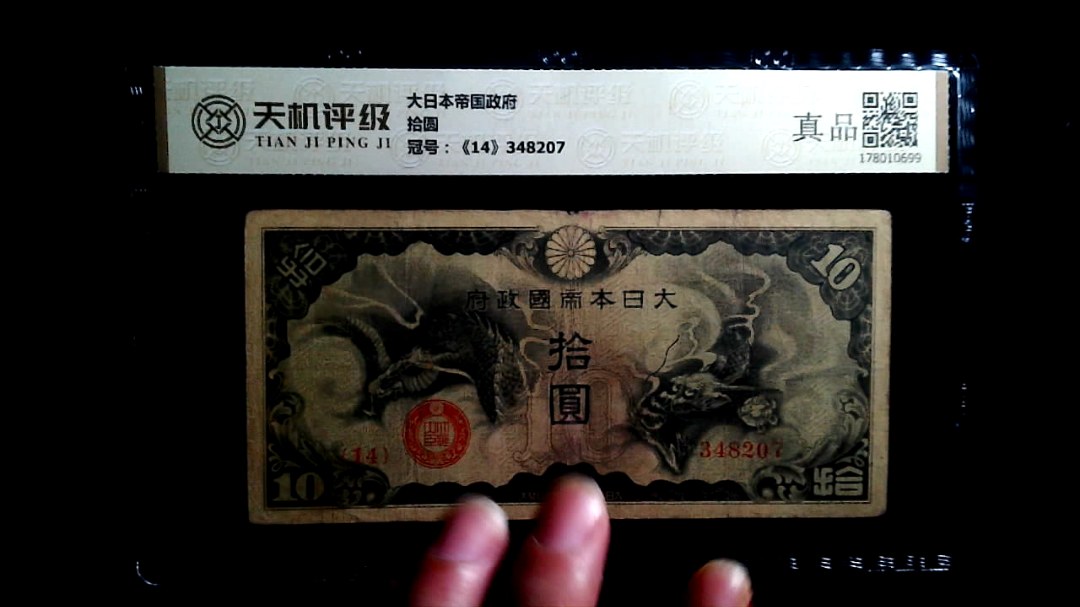 天机评级
TIAN JI PING JI
大日本帝国政府
拾圆
冠号：《14》348207
真品
178010699
拾
10
府政國帝本日大
拾
圓
(14)
348207
10
拾